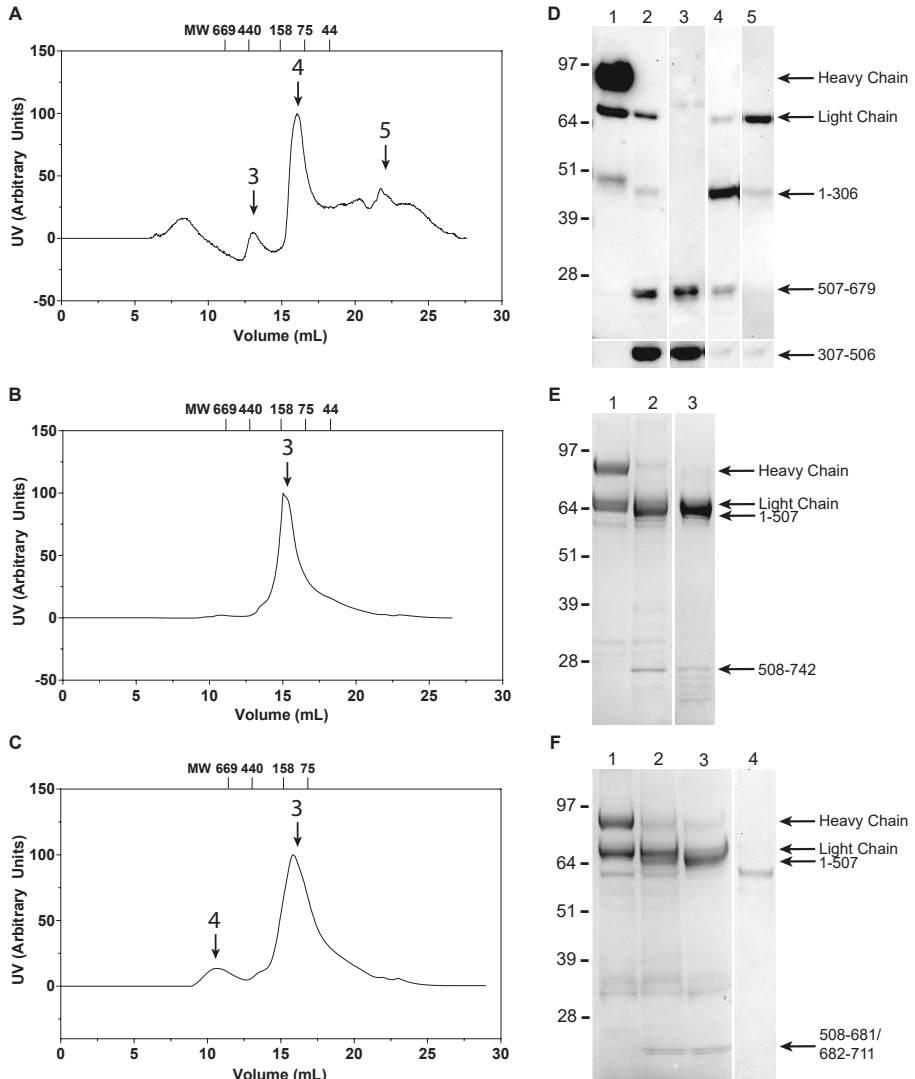 A
MW 669 440 158 75 44
150
100
50
0
-50
UV (Arbitrary Units)
3
4
5
0 5 10 15 20 25 30
Volume (mL)
B
MW 669 440 158 75 44
150
100
50
0
-50
UV (Arbitrary Units)
3
0 5 10 15 20 25 30
Volume (mL)
C
MW 669 440 158 75
150
100
50
0
UV (Arbitrary Units)
4
3
0 5 10 15 20 25 30
Volume (mL)
D
1 2 3 4 5
97
64
51
39
28
Heavy Chain
Light Chain
1-306
507-679
307-506
E
1 2 3
97
64
51
39
28
Heavy Chain
Light Chain
1-507
508-742
F
1 2 3 4
97
64
51
39
28
Heavy Chain
Light Chain
1-507
508-681/
682-711